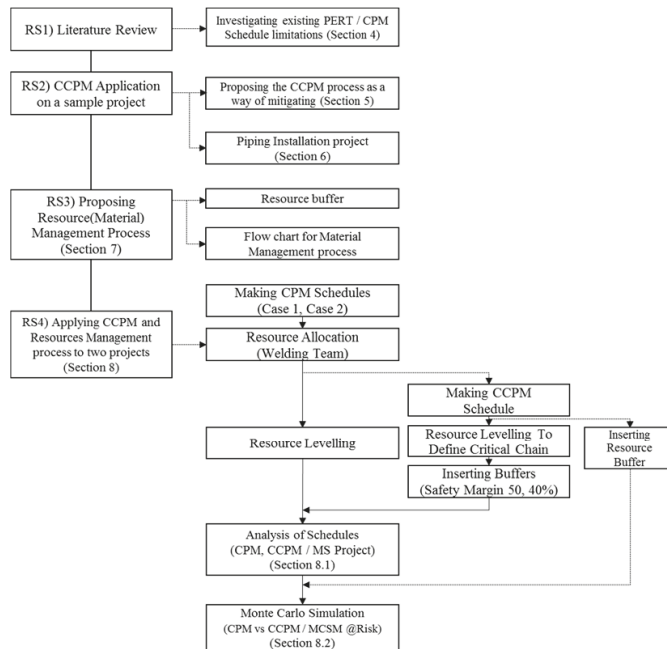 RS1) Literature Review
Investigating existing PERT / CPM
Schedule limitations (Section 4)
RS2) CCPM Application
on a sample project
Proposing the CCPM process as a
way of mitigating (Section 5)
Piping Installation project
(Section 6)
RS3) Proposing
Resource(Material)
Management Process
(Section 7)
Resource buffer
Flow chart for Material
Management process
RS4) Applying CCPM and
Resources Management
process to two projects
(Section 8)
Making CPM Schedules
(Case 1, Case 2)
Resource Allocation
(Welding Team)
Making CCPM
Schedule
Resource Levelling
Resource Levelling To
Define Critical Chain
Inserting
Resource
Buffer
Inserting Buffers
(Safety Margin 50, 40%)
Analysis of Schedules
(CPM, CCPM / MS Project)
(Section 8.1)
Monte Carlo Simulation
(CPM vs CCPM / MCSM @Risk)
(Section 8.2)